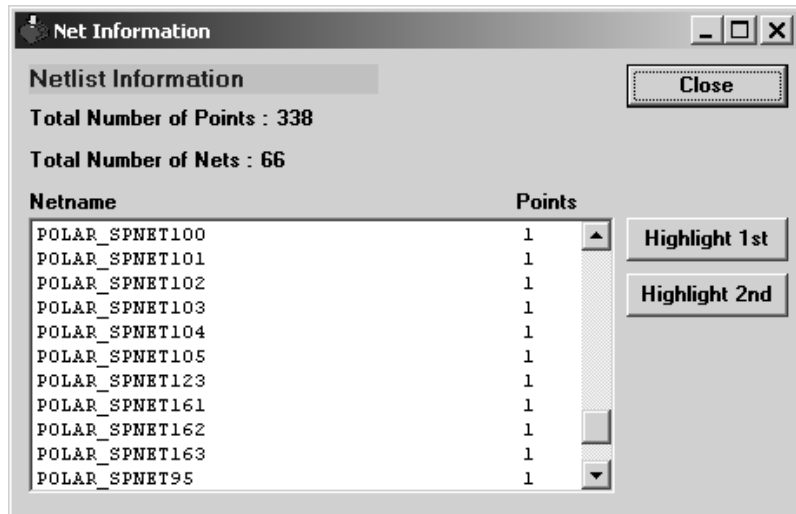 Net Information
Netlist Information
Close
Total Number of Points : 338
Total Number of Nets : 66
Netname Points
POLAR_SPNET100 1
POLAR_SPNET101 1
POLAR_SPNET102 1
POLAR_SPNET103 1
POLAR_SPNET104 1
POLAR_SPNET105 1
POLAR_SPNET123 1
POLAR_SPNET161 1
POLAR_SPNET162 1
POLAR_SPNET163 1
POLAR_SPNET95 1
Highlight 1st
Highlight 2nd